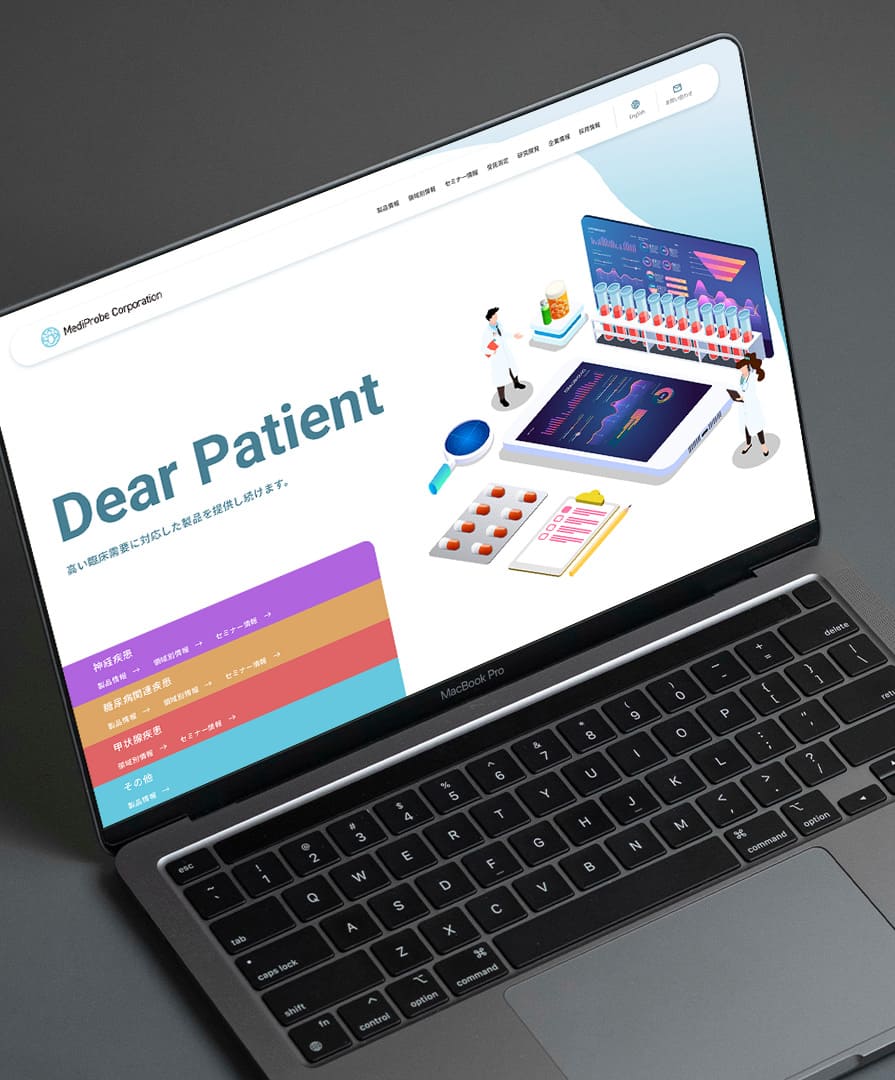 製品情報 領域別情報 セミナー情報 受託測定 研究開発 企業情報 採用情報 English お問い合わせ
MediProbe Corporation
Dear Patient
高い臨床需要に対応した製品を提供し続けます。
神経疾患
製品情報 → 領域別情報 → セミナー情報 →
糖尿病関連疾患
製品情報 → 領域別情報 → セミナー情報 →
甲状腺疾患
領域別情報 → セミナー情報 →
その他
製品情報 →
MacBook Pro
esc
~ ! @ # $ % ^ & * ( ) _ + delete
` 1 2 3 4 5 6 7 8 9 0 - =
tab Q W E R T Y U I O P { } |
[ ] \
caps lock A S D F G H J K L : "
; ' ret
shift Z X C V B N M < > ?
, . /
fn control option command command option